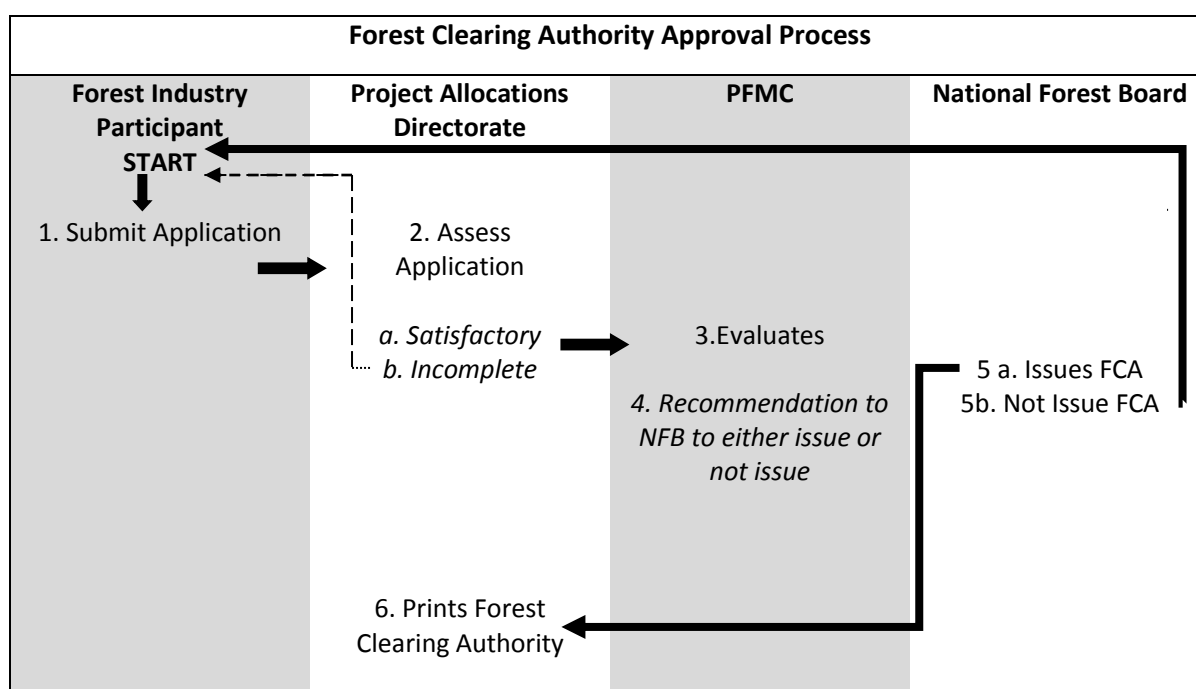 Forest Clearing Authority Approval Process
Forest Industry
Participant
START
Project Allocations
Directorate
PFMC
National Forest Board
1. Submit Application
2. Assess
Application
a. Satisfactory
b. Incomplete
3.Evaluates
4. Recommendation to
NFB to either issue or
not issue
5 a. Issues FCA
5b. Not Issue FCA
6. Prints Forest
Clearing Authority